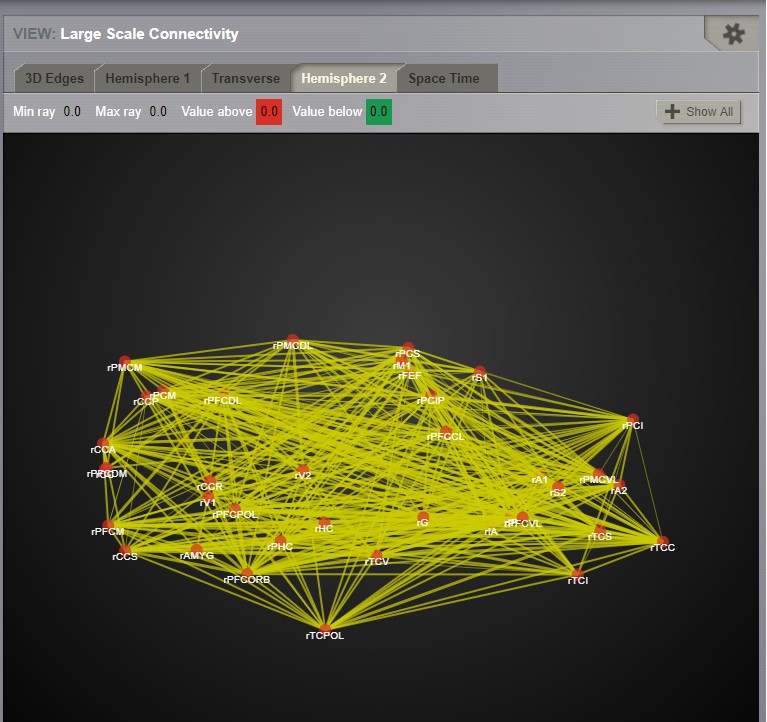 VIEW: Large Scale Connectivity
3D Edges Hemisphere 1 Transverse Hemisphere 2 Space Time
Min ray 0.0 Max ray 0.0 Value above 0.0 Value below 0.0 Show All
rPMCDL
rPCS
rPMCM
rM1
rFEF
rS1
rCCP
rPCM
rPFCDL
rPCIP
rPCI
rPFCCL
rCCA
rV2
rA1
rPMCVL
rCCR
rS2
rA2
rV1
rPFCPOL
rPFCM
rHC
rG
rIA
rPFCVL
rTCS
rPHC
rTCC
rCCS
rAMYG
rTCV
rPFCORB
rTCI
rTCPOL